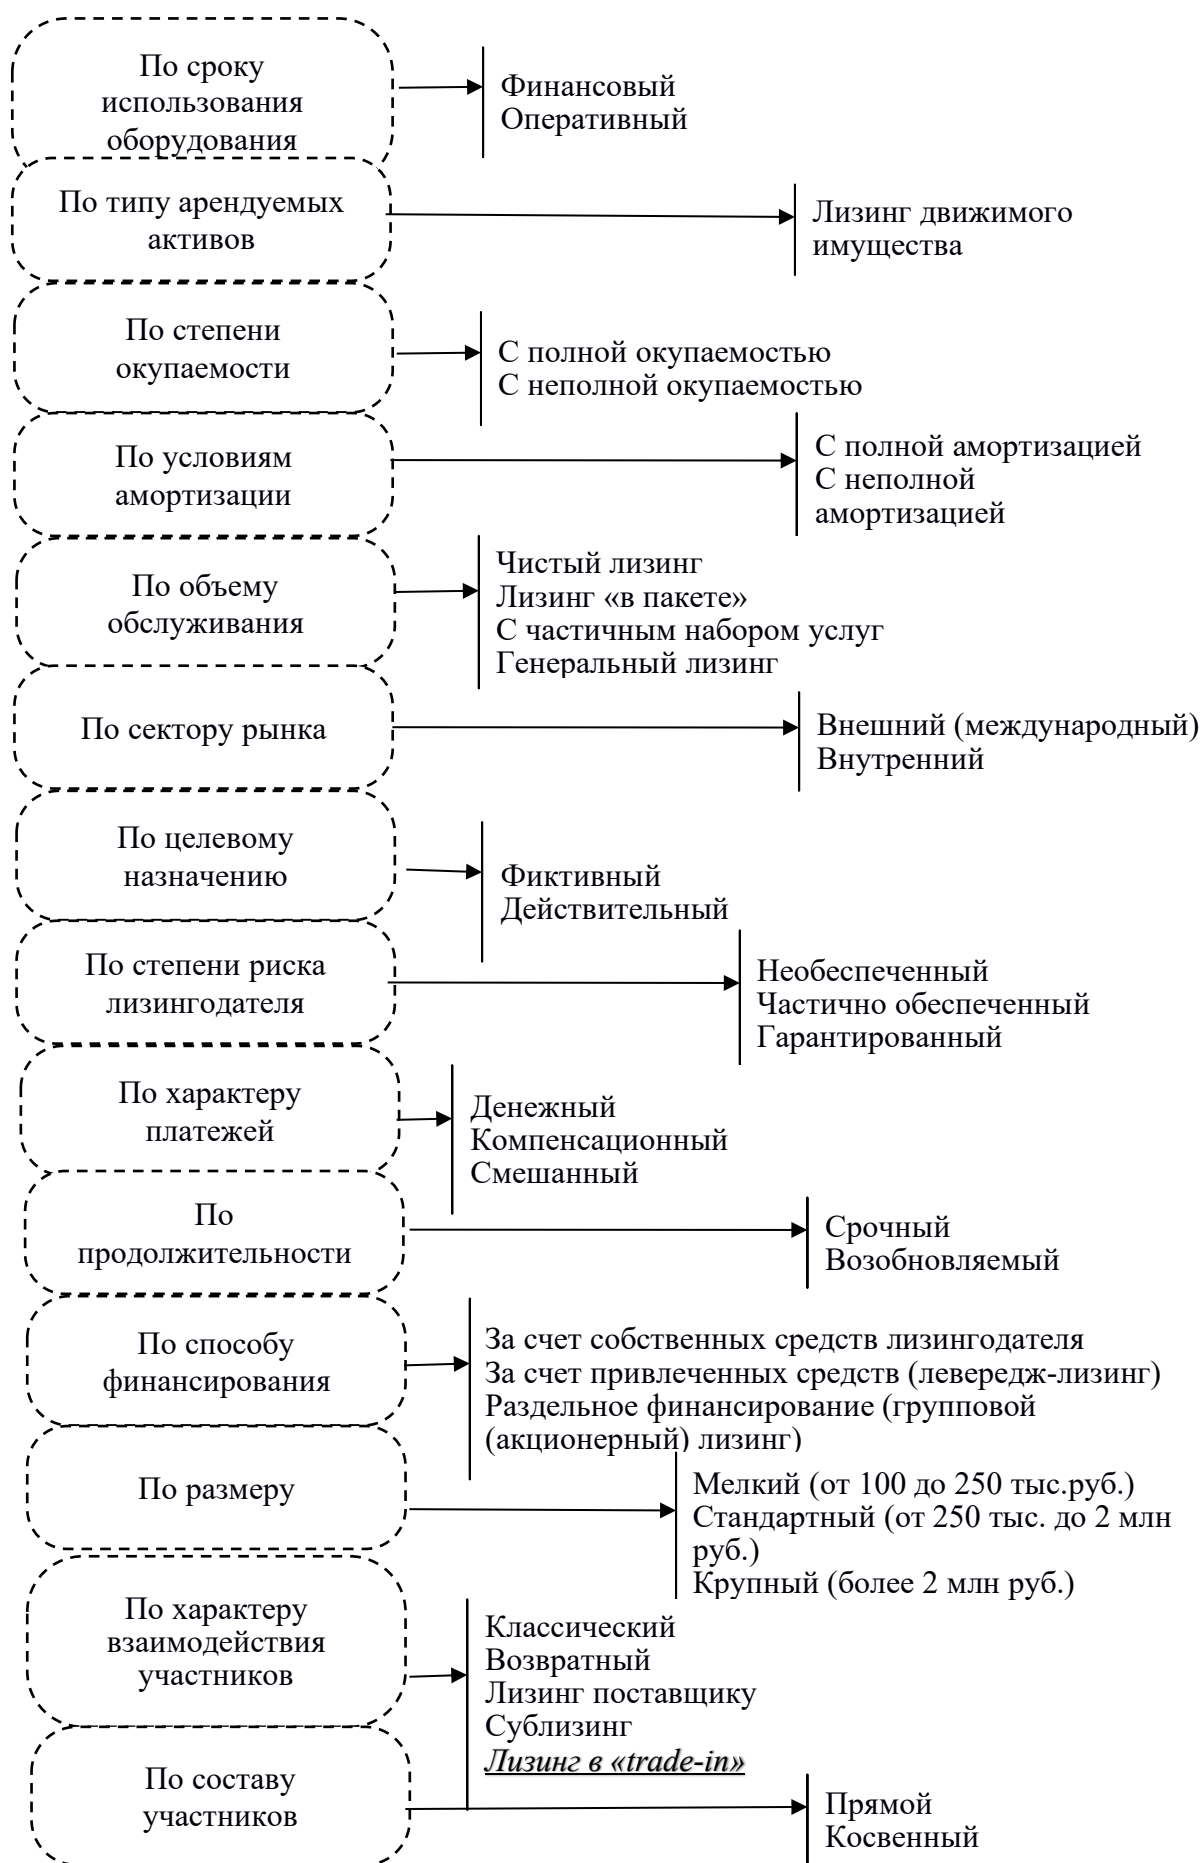 По сроку
использования
оборудования
Финансовый
Оперативный
По типу арендуемых
активов
Лизинг движимого
имущества
По степени
окупаемости
С полной окупаемостью
С неполной окупаемостью
По условиям
амортизации
С полной амортизацией
С неполной
амортизацией
По объему
обслуживания
Чистый лизинг
Лизинг «в пакете»
С частичным набором услуг
Генеральный лизинг
По сектору рынка
Внешний (международный)
Внутренний
По целевому
назначению
Фиктивный
Действительный
По степени риска
лизингодателя
Необеспеченный
Частично обеспеченный
Гарантированный
По характеру
платежей
Денежный
Компенсационный
Смешанный
По
продолжительности
Срочный
Возобновляемый
По способу
финансирования
За счет собственных средств лизингодателя
За счет привлеченных средств (левередж-лизинг)
Раздельное финансирование (групповой
(акционерный) лизинг)
По размеру
Мелкий (от 100 до 250 тыс.руб.)
Стандартный (от 250 тыс. до 2 млн
руб.)
Крупный (более 2 млн руб.)
По характеру
взаимодействия
участников
Классический
Возвратный
Лизинг поставщику
Сублизинг
Лизинг в «trade-in»
По составу
участников
Прямой
Косвенный